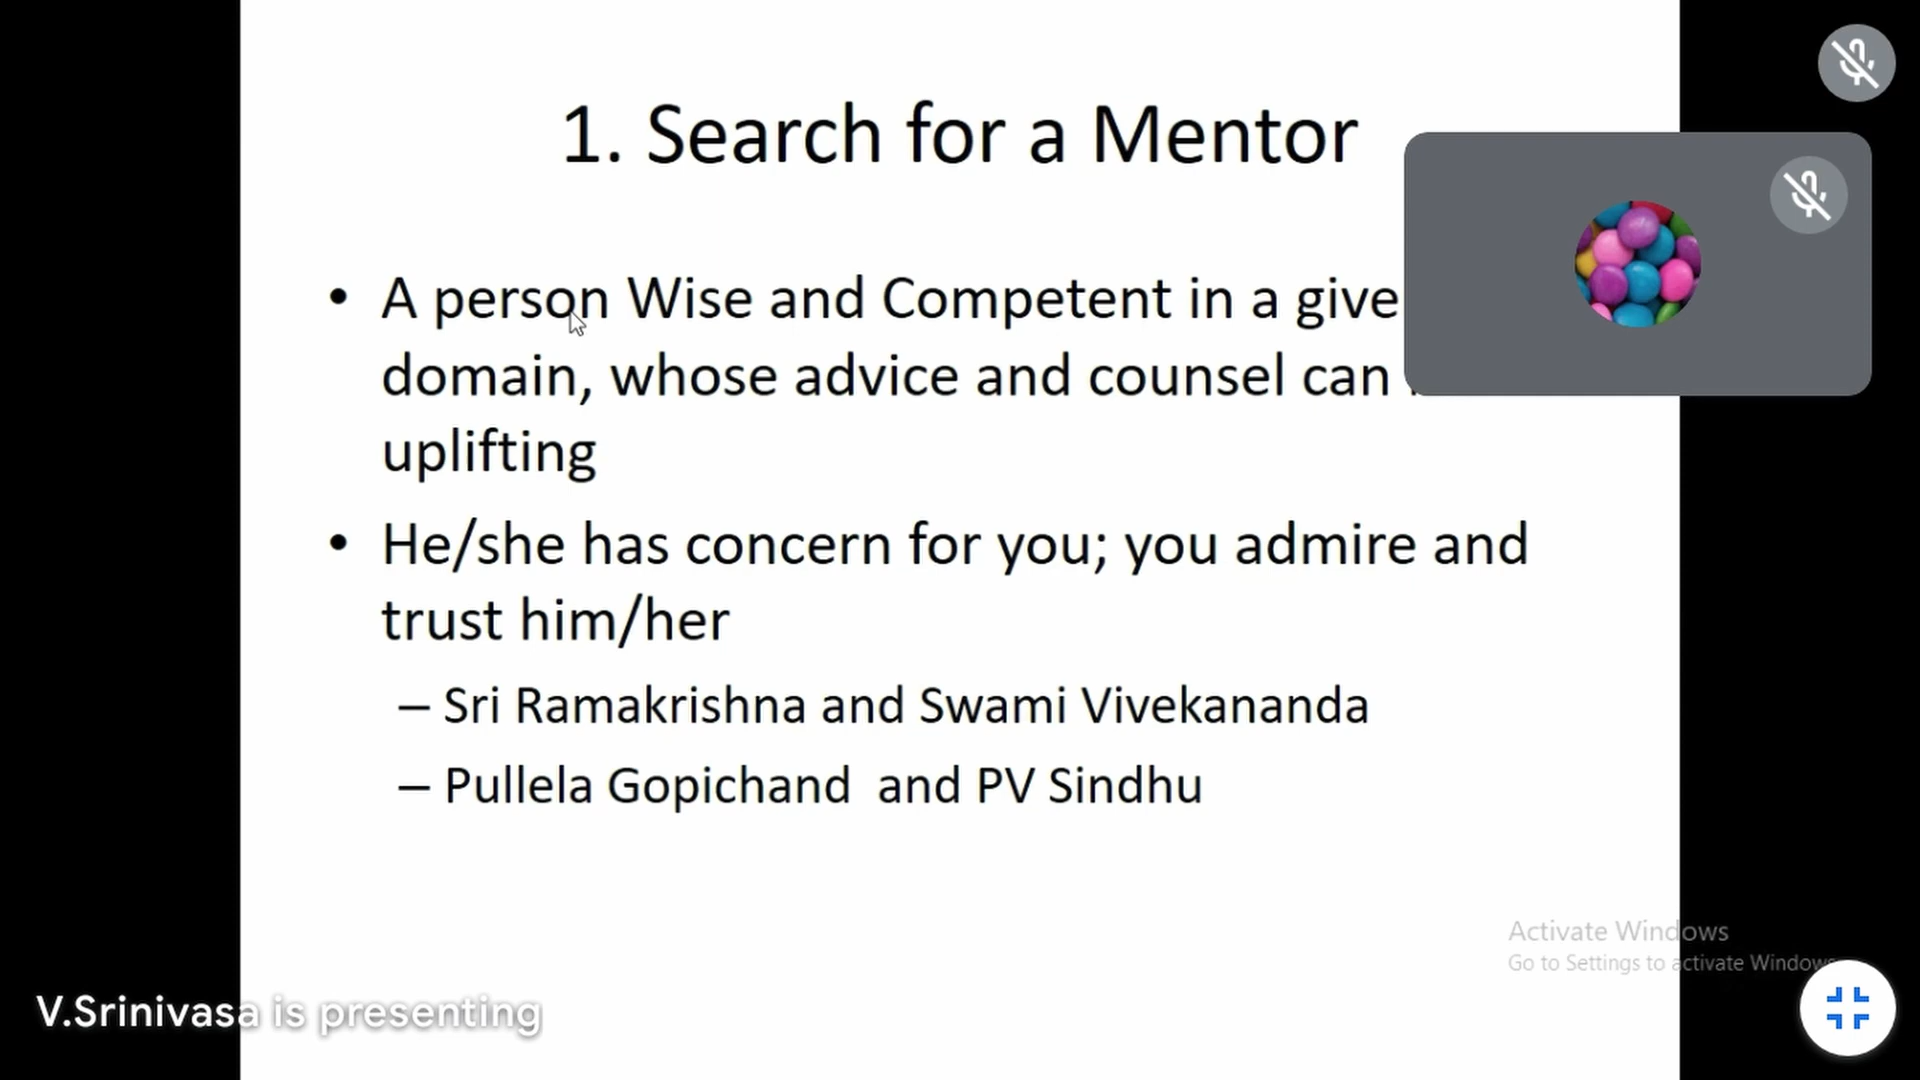 1. Search for a Mentor
• A person Wise and Competent in a give
domain, whose advice and counsel can
uplifting
• He/she has concern for you; you admire and
trust him/her
– Sri Ramakrishna and Swami Vivekananda
– Pullela Gopichand and PV Sindhu
Activate Windows
Go to Settings to activate Windows
V.Srinivasa is presenting